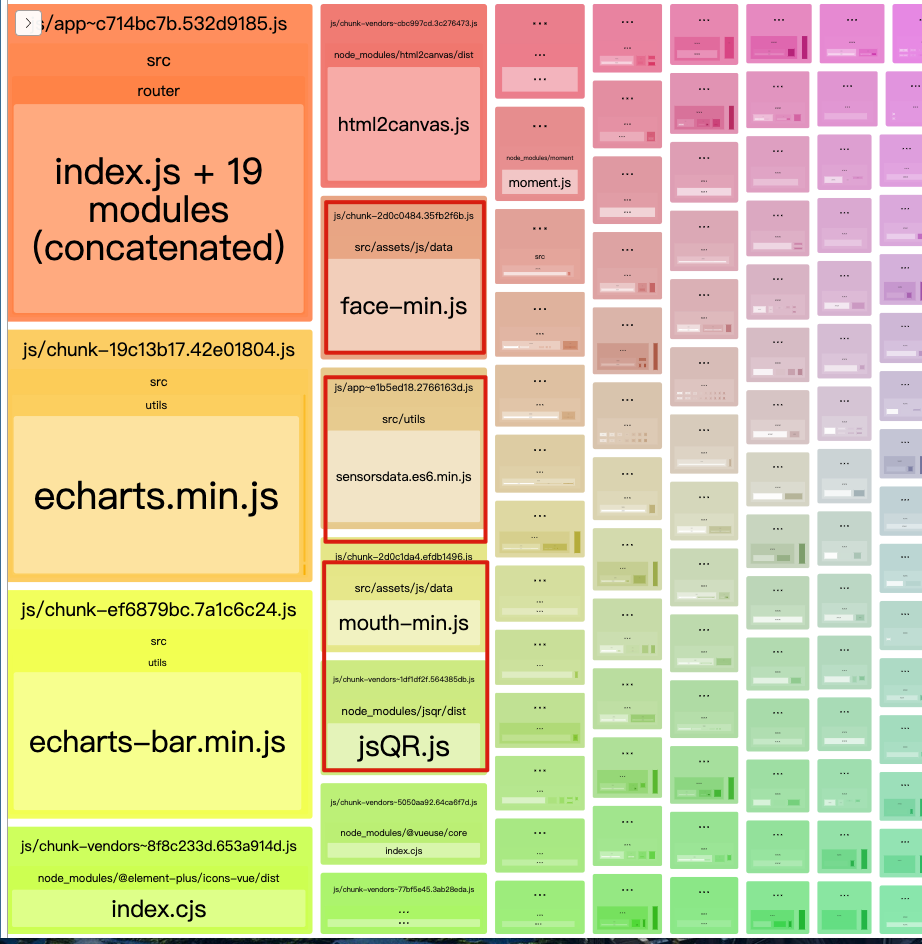 /app~c714bc7b.532d9185.js
src
router
index.js + 19
modules
(concatenated)
js/chunk-19c13b17.42e01804.js
src
utils
echarts.min.js
js/chunk-ef6879bc.7a1c6c24.js
src
utils
echarts-bar.min.js
js/chunk-vendors~8f8c233d.653a914d.js
node_modules/@element-plus/icons-vue/dist
index.cjs
js/chunk-vendors~cbc997cd.3c276473.js
node_modules/html2canvas/dist
html2canvas.js
js/chunk-2d0c0484.35fb2f6b.js
src/assets/js/data
face-min.js
js/app~e1b5ed18.2766163d.js
src/utils
sensorsdata.es6.min.js
js/chunk-2d0c1da4.efdb1496.js
src/assets/js/data
mouth-min.js
js/chunk-vendors~1df1df2f.564385db.js
node_modules/jsqr/dist
jsQR.js
js/chunk-vendors~5050aa92.64ca6f7d.js
node_modules/@vueuse/core
index.cjs
js/chunk-vendors~77bf5e45.3ab28eda.js
node_modules/moment
moment.js
src